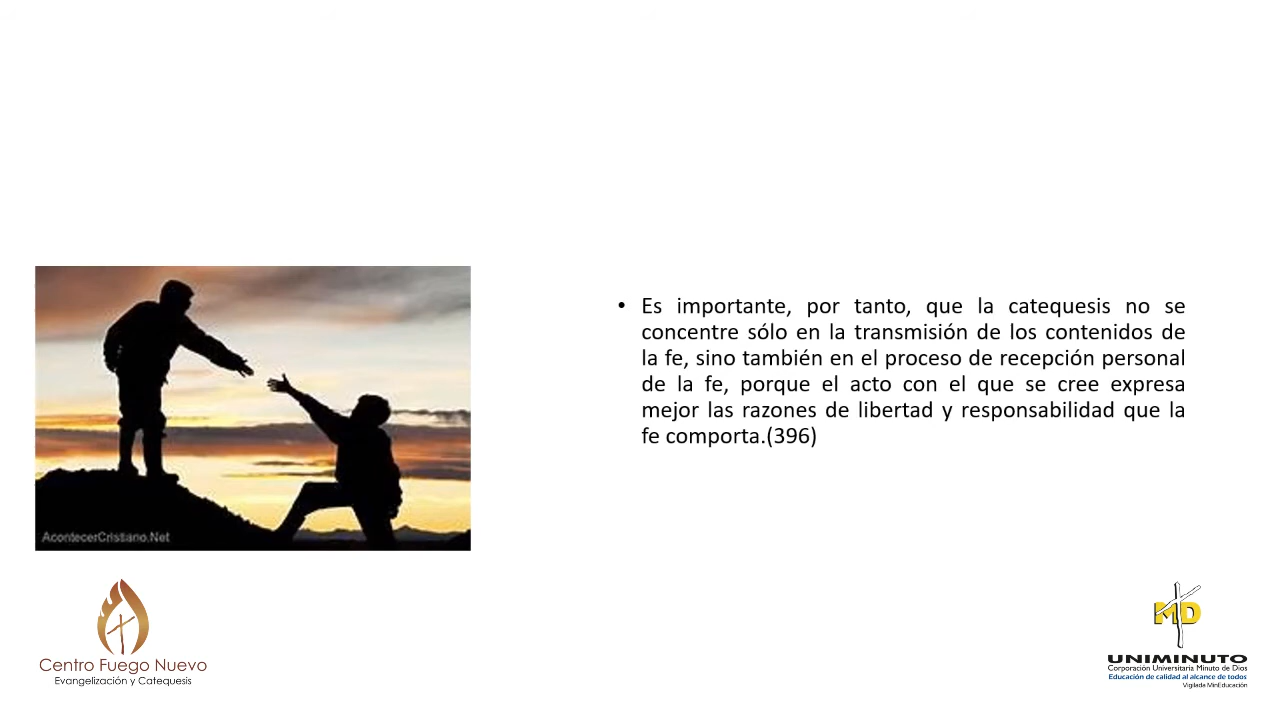 • Es importante, por tanto, que la catequesis no se
concentre sólo en la transmisión de los contenidos de
la fe, sino también en el proceso de recepción personal
de la fe, porque el acto con el que se cree expresa
mejor las razones de libertad y responsabilidad que la
fe comporta.(396)
AcontecerCristiano.Net
Centro Fuego Nuevo
Evangelización y Catequesis
MD
UNIMINUTO
Corporación Universitaria Minuto de Dios
Educación de calidad al alcance de todos
Vigilada MinEducación